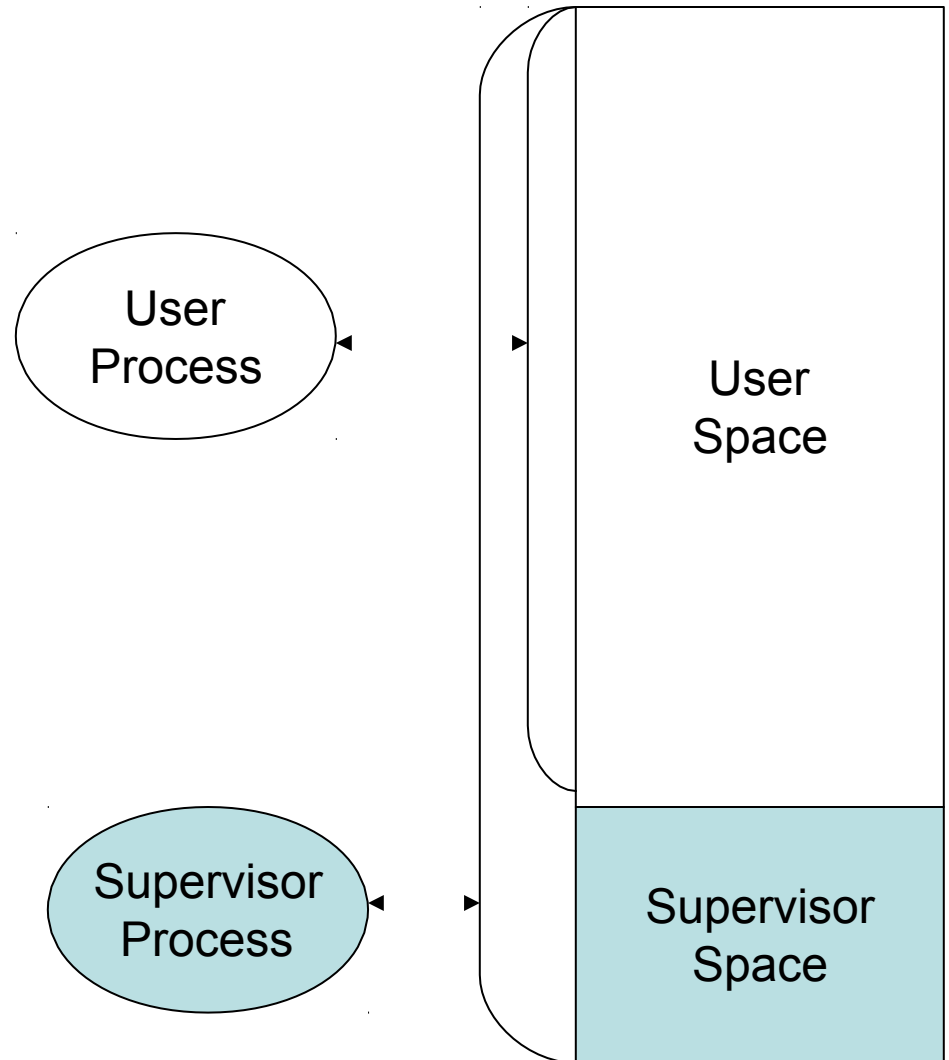 User
Process
User
Space
Supervisor
Process
Supervisor
Space